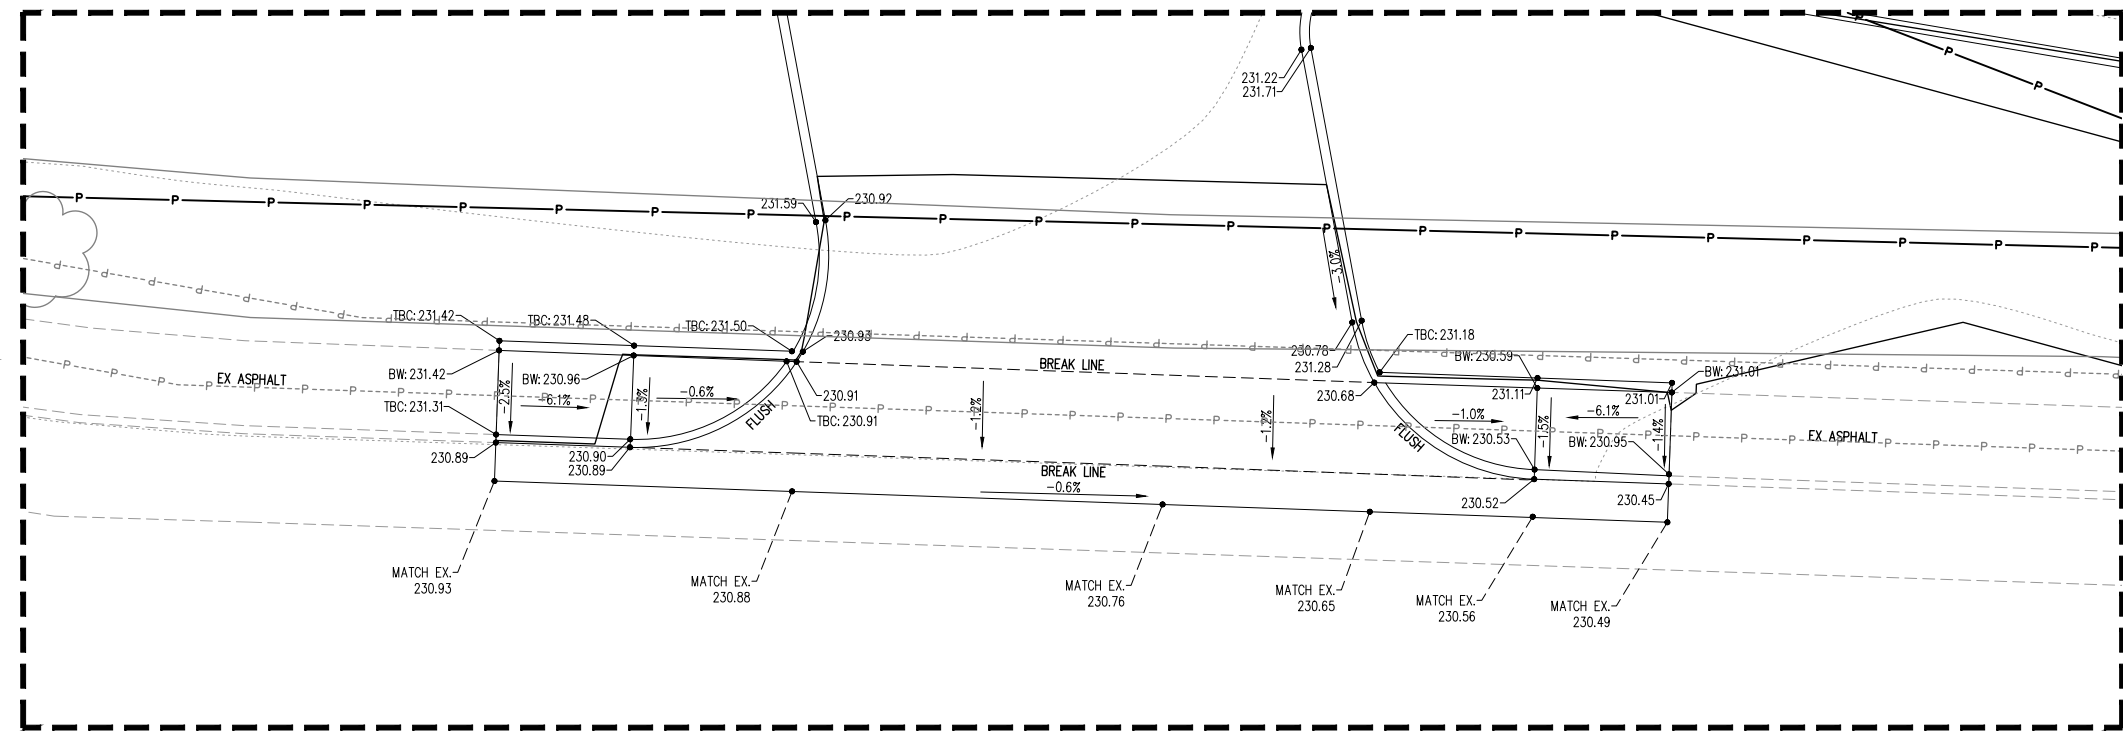 231.22
231.71
231.59
230.92
-3.0%
TBC: 231.42
TBC: 231.48
TBC: 231.50
230.93
TBC: 231.18
230.78
BW: 230.59
231.28
BREAK LINE
BW: 231.42
BW: 230.96
BW: 231.01
EX ASPHALT
-2.5%
-6.1%
-1.3%
-0.6%
230.91
230.68
231.11
231.01
TBC: 231.31
FLUSH
TBC: 230.91
-1.2%
-1.2%
-1.0%
-6.1%
FLUSH
BW: 230.53
-1.5%
BW: 230.95
-1.4%
EX ASPHALT
230.89
230.90
230.89
BREAK LINE
-0.6%
230.52
230.45
MATCH EX.
230.93
MATCH EX.
230.88
MATCH EX.
230.76
MATCH EX.
230.65
MATCH EX.
230.56
MATCH EX.
230.49
P P P
P P P P P P P P P P P P P P P P P P P P P P